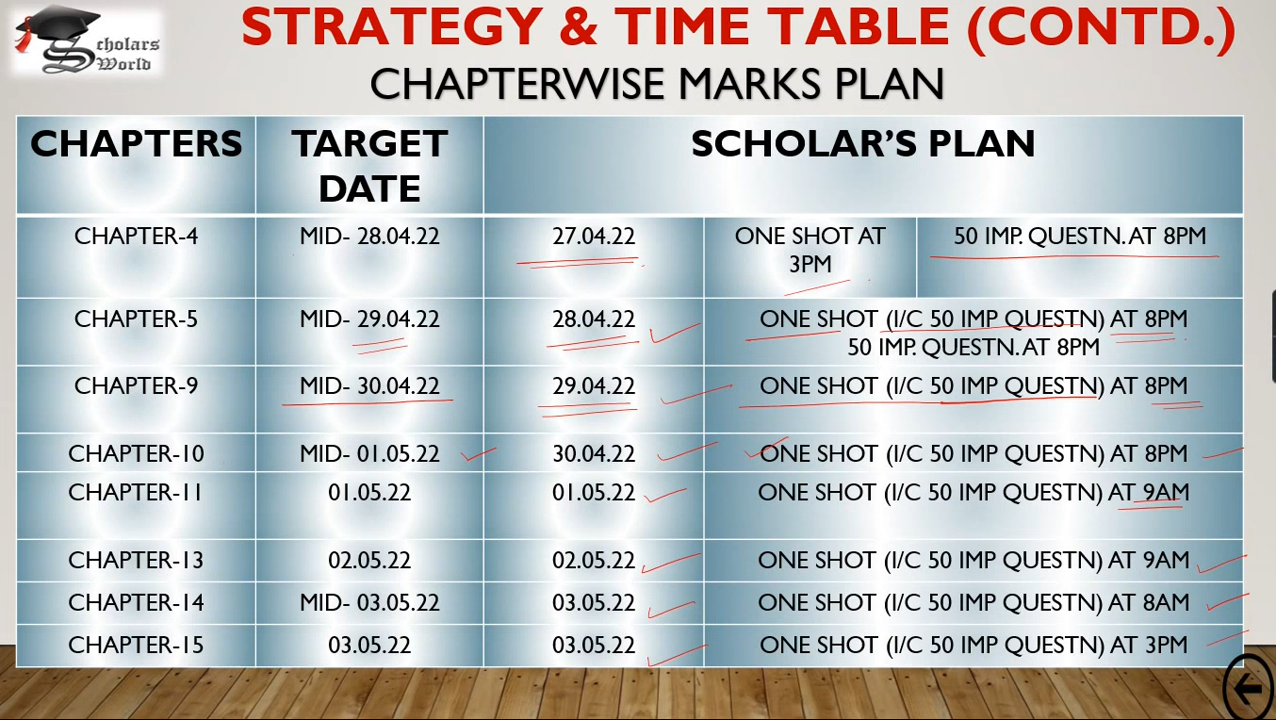 Scholars
World
STRATEGY & TIME TABLE (CONTD.)
CHAPTERWISE MARKS PLAN
CHAPTERS
TARGET
DATE
SCHOLAR'S PLAN
CHAPTER-4
MID- 28.04.22
27.04.22
ONE SHOT AT
3PM
50 IMP. QUESTN. AT 8PM
CHAPTER-5
MID- 29.04.22
28.04.22
ONE SHOT (I/C 50 IMP QUESTN) AT 8PM
50 IMP. QUESTN. AT 8PM
CHAPTER-9
MID- 30.04.22
29.04.22
ONE SHOT (I/C 50 IMP QUESTN) AT 8PM
CHAPTER-10
MID- 01.05.22
30.04.22
ONE SHOT (I/C 50 IMP QUESTN) AT 8PM
CHAPTER-11
01.05.22
01.05.22
ONE SHOT (I/C 50 IMP QUESTN) AT 9AM
CHAPTER-13
02.05.22
02.05.22
ONE SHOT (I/C 50 IMP QUESTN) AT 9AM
CHAPTER-14
MID- 03.05.22
03.05.22
ONE SHOT (I/C 50 IMP QUESTN) AT 8AM
CHAPTER-15
03.05.22
03.05.22
ONE SHOT (I/C 50 IMP QUESTN) AT 3PM